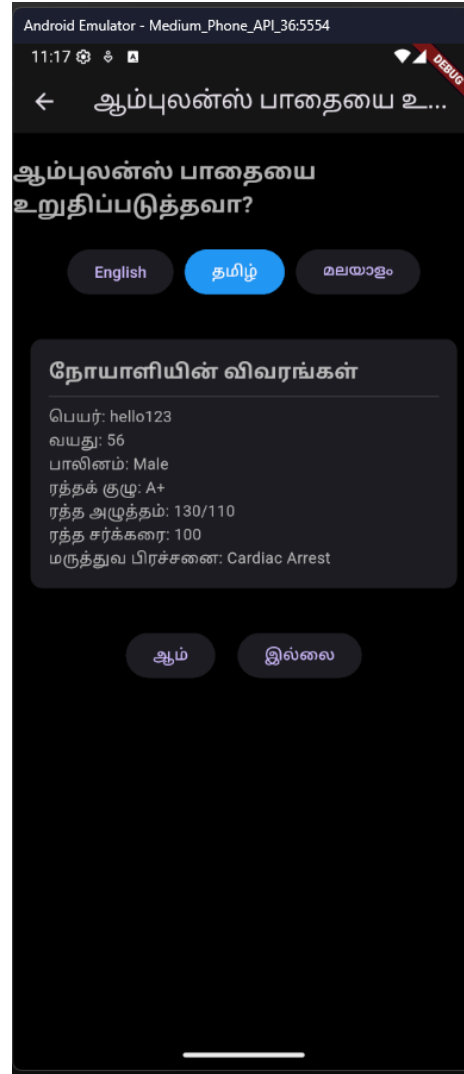 Android Emulator - Medium_Phone_API_36:5554
11:17
A
DEBUG
ஆம்புலன்ஸ் பாதையை உ...
ஆம்புலன்ஸ் பாதையை
உறுதிப்படுத்தவா?
English தமிழ் മലയാളം
நோயாளியின் விவரங்கள்
பெயர்: hello123
வயது: 56
பாலினம்: Male
ரத்தக் குழு: A+
ரத்த அழுத்தம்: 130/110
ரத்த சர்க்கரை: 100
மருத்துவ பிரச்சனை: Cardiac Arrest
ஆம் இல்லை